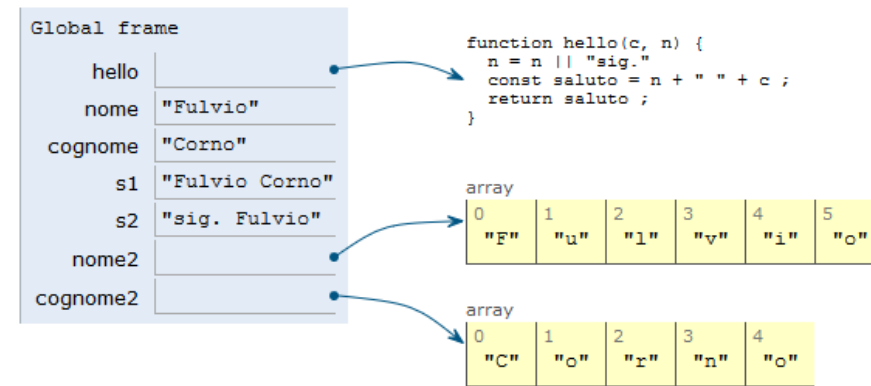 Global frame
hello
nome "Fulvio"
cognome "Corno"
s1 "Fulvio Corno"
s2 "sig. Fulvio"
nome2
cognome2
function hello(c, n) {
  n = n || "sig."
  const saluto = n + " " + c ;
  return saluto ;
}
array
0 1 2 3 4 5
"F" "u" "l" "v" "i" "o"
array
0 1 2 3 4
"C" "o" "r" "n" "o"